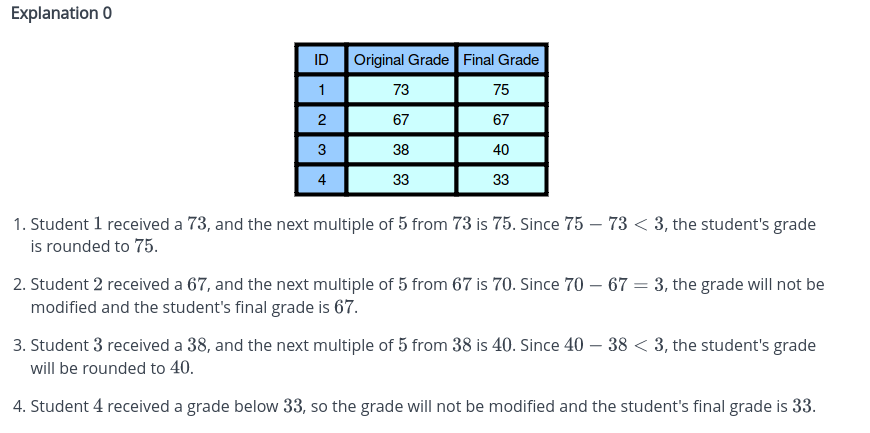 Explanation 0
ID Original Grade Final Grade
1 73 75
2 67 67
3 38 40
4 33 33
1. Student 1 received a 73, and the next multiple of 5 from 73 is 75. Since 75 − 73 < 3, the student's grade
is rounded to 75.
2. Student 2 received a 67, and the next multiple of 5 from 67 is 70. Since 70 − 67 = 3, the grade will not be
modified and the student's final grade is 67.
3. Student 3 received a 38, and the next multiple of 5 from 38 is 40. Since 40 − 38 < 3, the student's grade
will be rounded to 40.
4. Student 4 received a grade below 33, so the grade will not be modified and the student's final grade is 33.